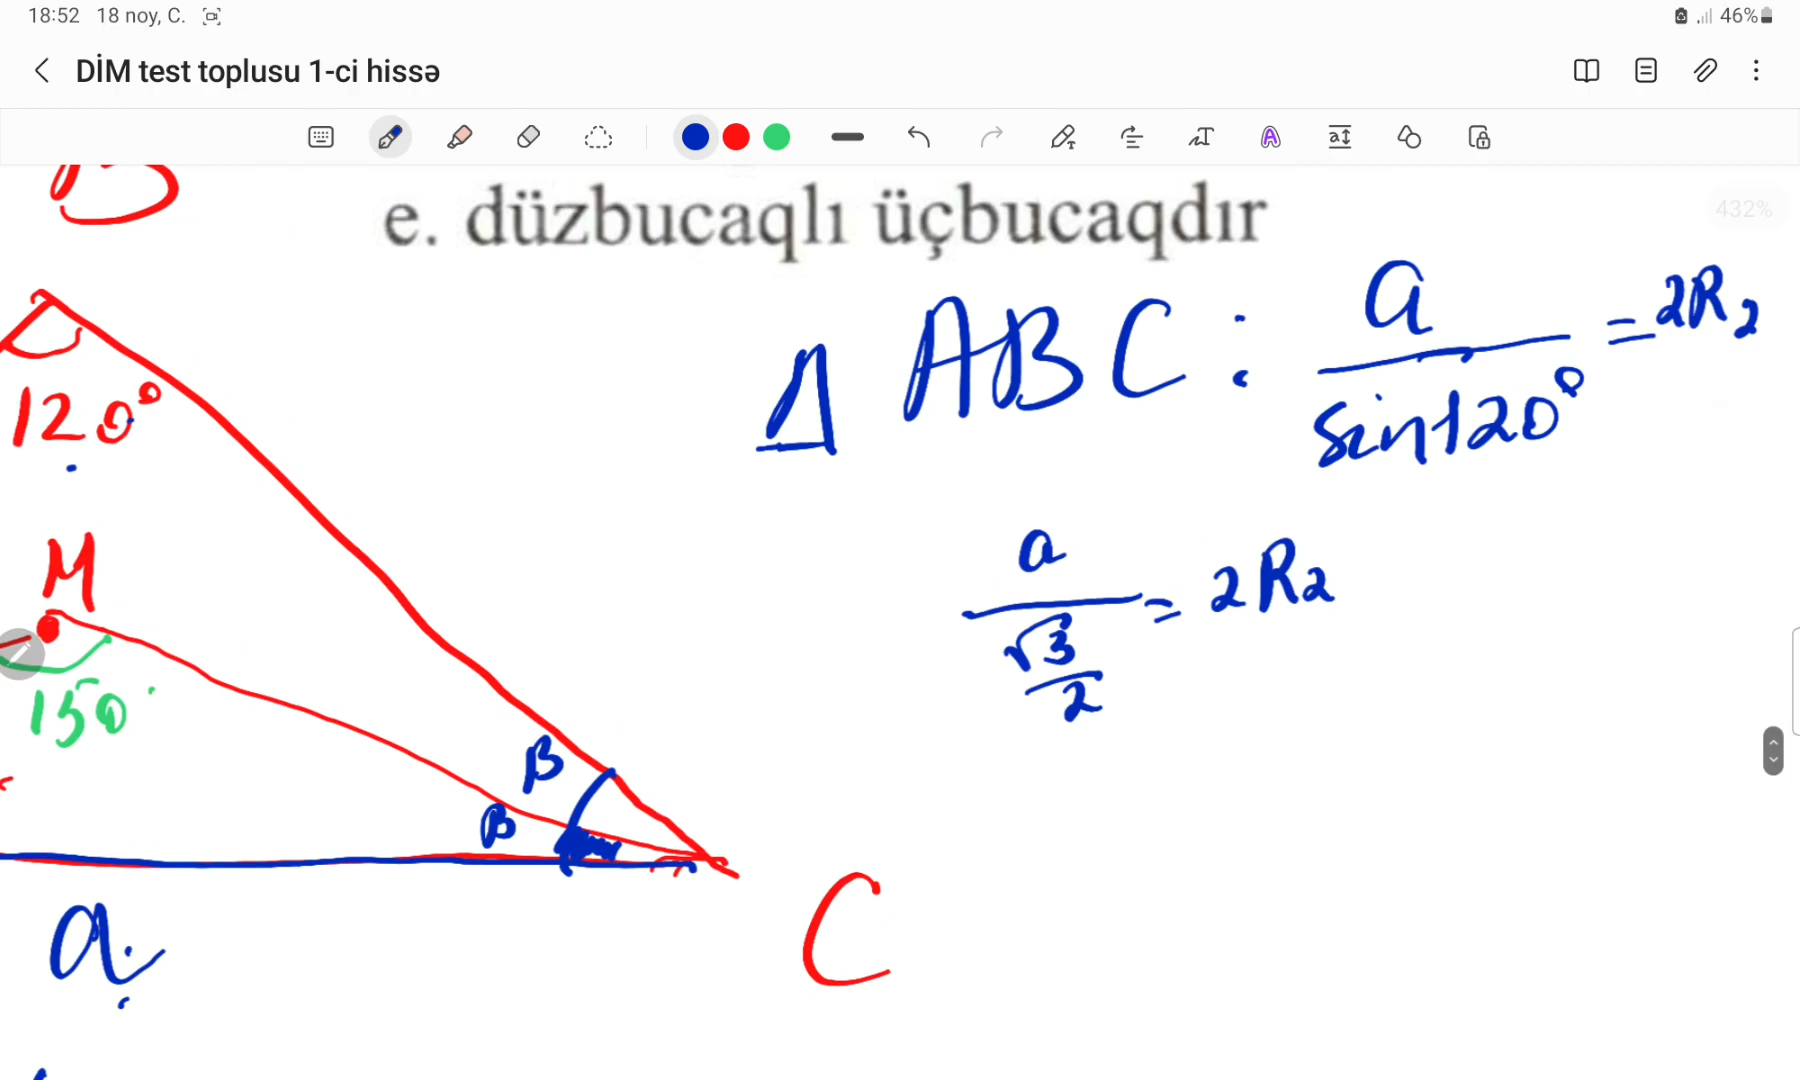 18:52 18 noy, C. 46%
DİM test toplusu 1-ci hissə
432%
B
e. düzbucaqlı üçbucaqdır
Δ ABC : a / sin120° = 2R₂
120°
a / (√3/2) = 2R₂
M
150
β
β
a
C